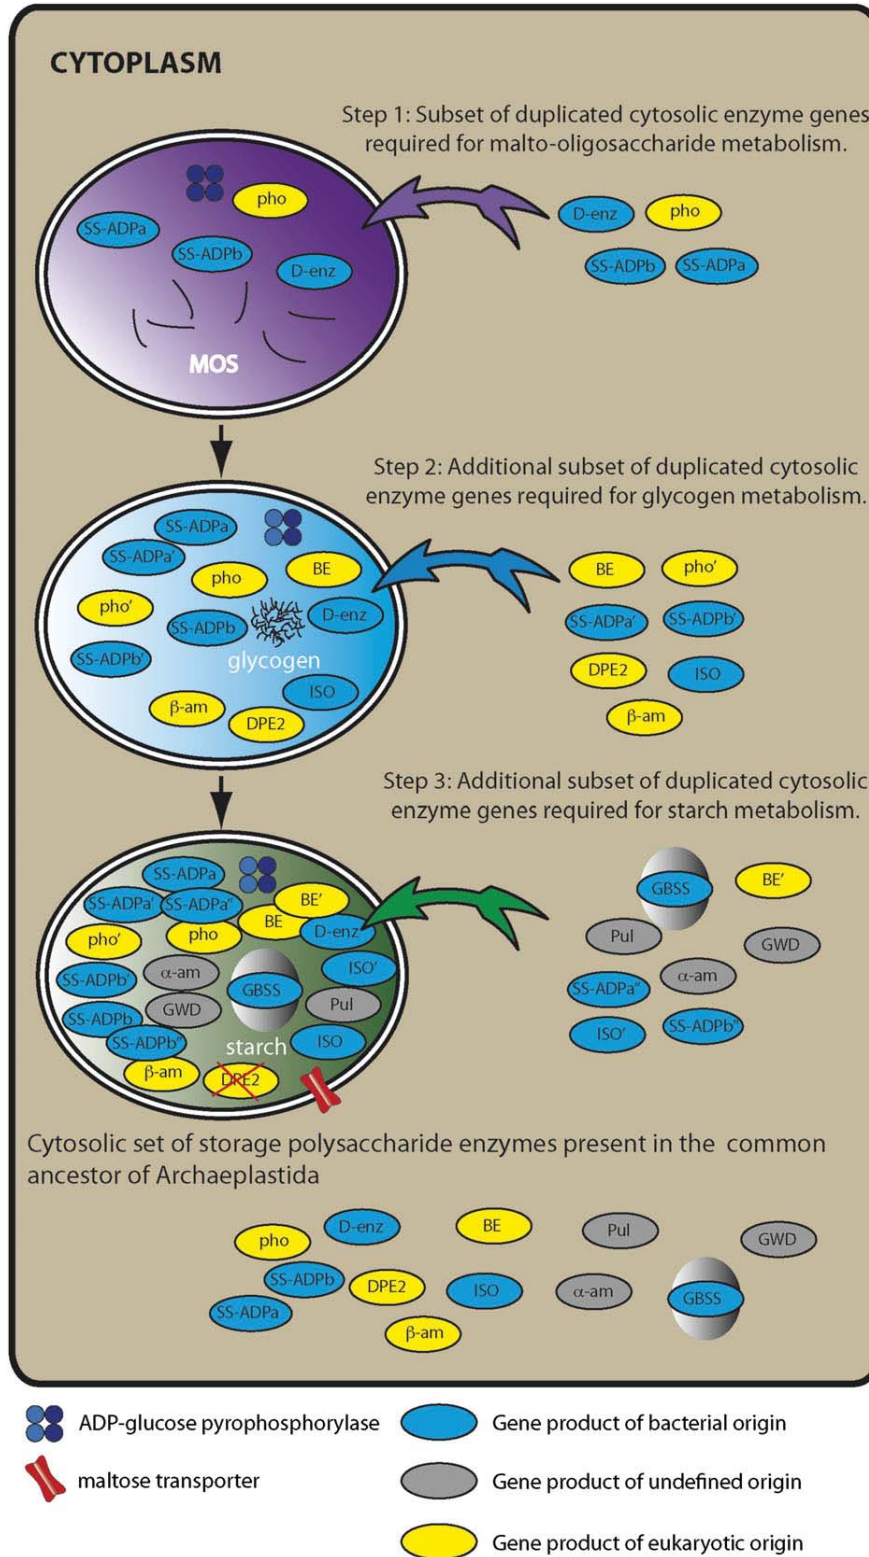 CYTOPLASM
Step 1: Subset of duplicated cytosolic enzyme genes
required for malto-oligosaccharide metabolism.
pho
SS-ADPa
SS-ADPb
D-enz
MOS
D-enz
pho
SS-ADPb
SS-ADPa
Step 2: Additional subset of duplicated cytosolic
enzyme genes required for glycogen metabolism.
SS-ADPa
SS-ADPa'
pho
BE
pho'
SS-ADPb
D-enz
SS-ADPb'
glycogen
ISO
β-am
DPE2
BE
pho'
SS-ADPa'
SS-ADPb'
DPE2
ISO
β-am
Step 3: Additional subset of duplicated cytosolic
enzyme genes required for starch metabolism.
SS-ADPa
SS-ADPa'
SS-ADPa"
BE'
BE
pho'
pho
D-enz
SS-ADPb'
α-am
ISO'
GBSS
GWD
Pul
SS-ADPb
SS-ADPb"
starch
ISO
β-am
DPE2
GBSS
BE'
Pul
GWD
SS-ADPa"
α-am
ISO'
SS-ADPb"
Cytosolic set of storage polysaccharide enzymes present in the common
ancestor of Archaeplastida
pho
D-enz
BE
Pul
GWD
SS-ADPb
DPE2
ISO
α-am
GBSS
SS-ADPa
β-am
ADP-glucose pyrophosphorylase
Gene product of bacterial origin
maltose transporter
Gene product of undefined origin
Gene product of eukaryotic origin